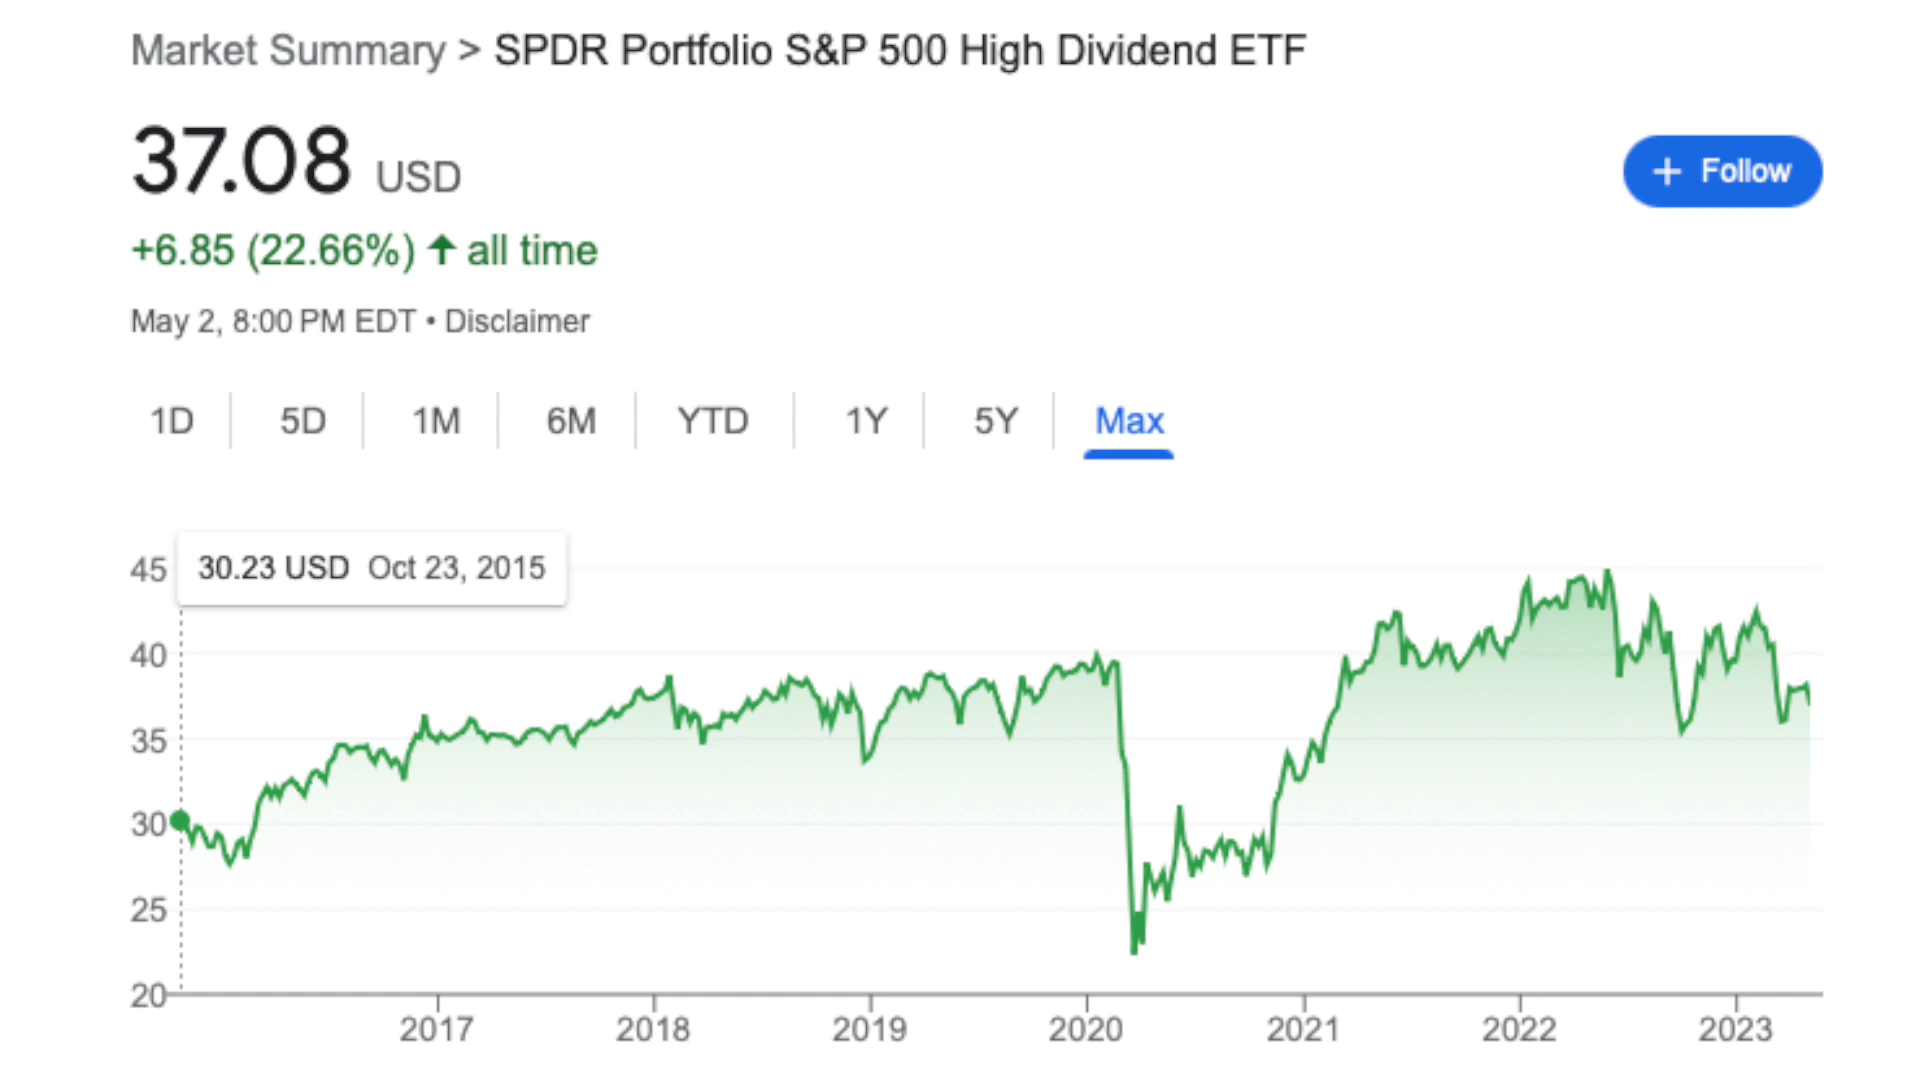 Market Summary > SPDR Portfolio S&P 500 High Dividend ETF
37.08 USD
+ Follow
+6.85 (22.66%) ↑ all time
May 2, 8:00 PM EDT • Disclaimer
1D 5D 1M 6M YTD 1Y 5Y Max
30.23 USD Oct 23, 2015
45
40
35
30
25
20
2017 2018 2019 2020 2021 2022 2023